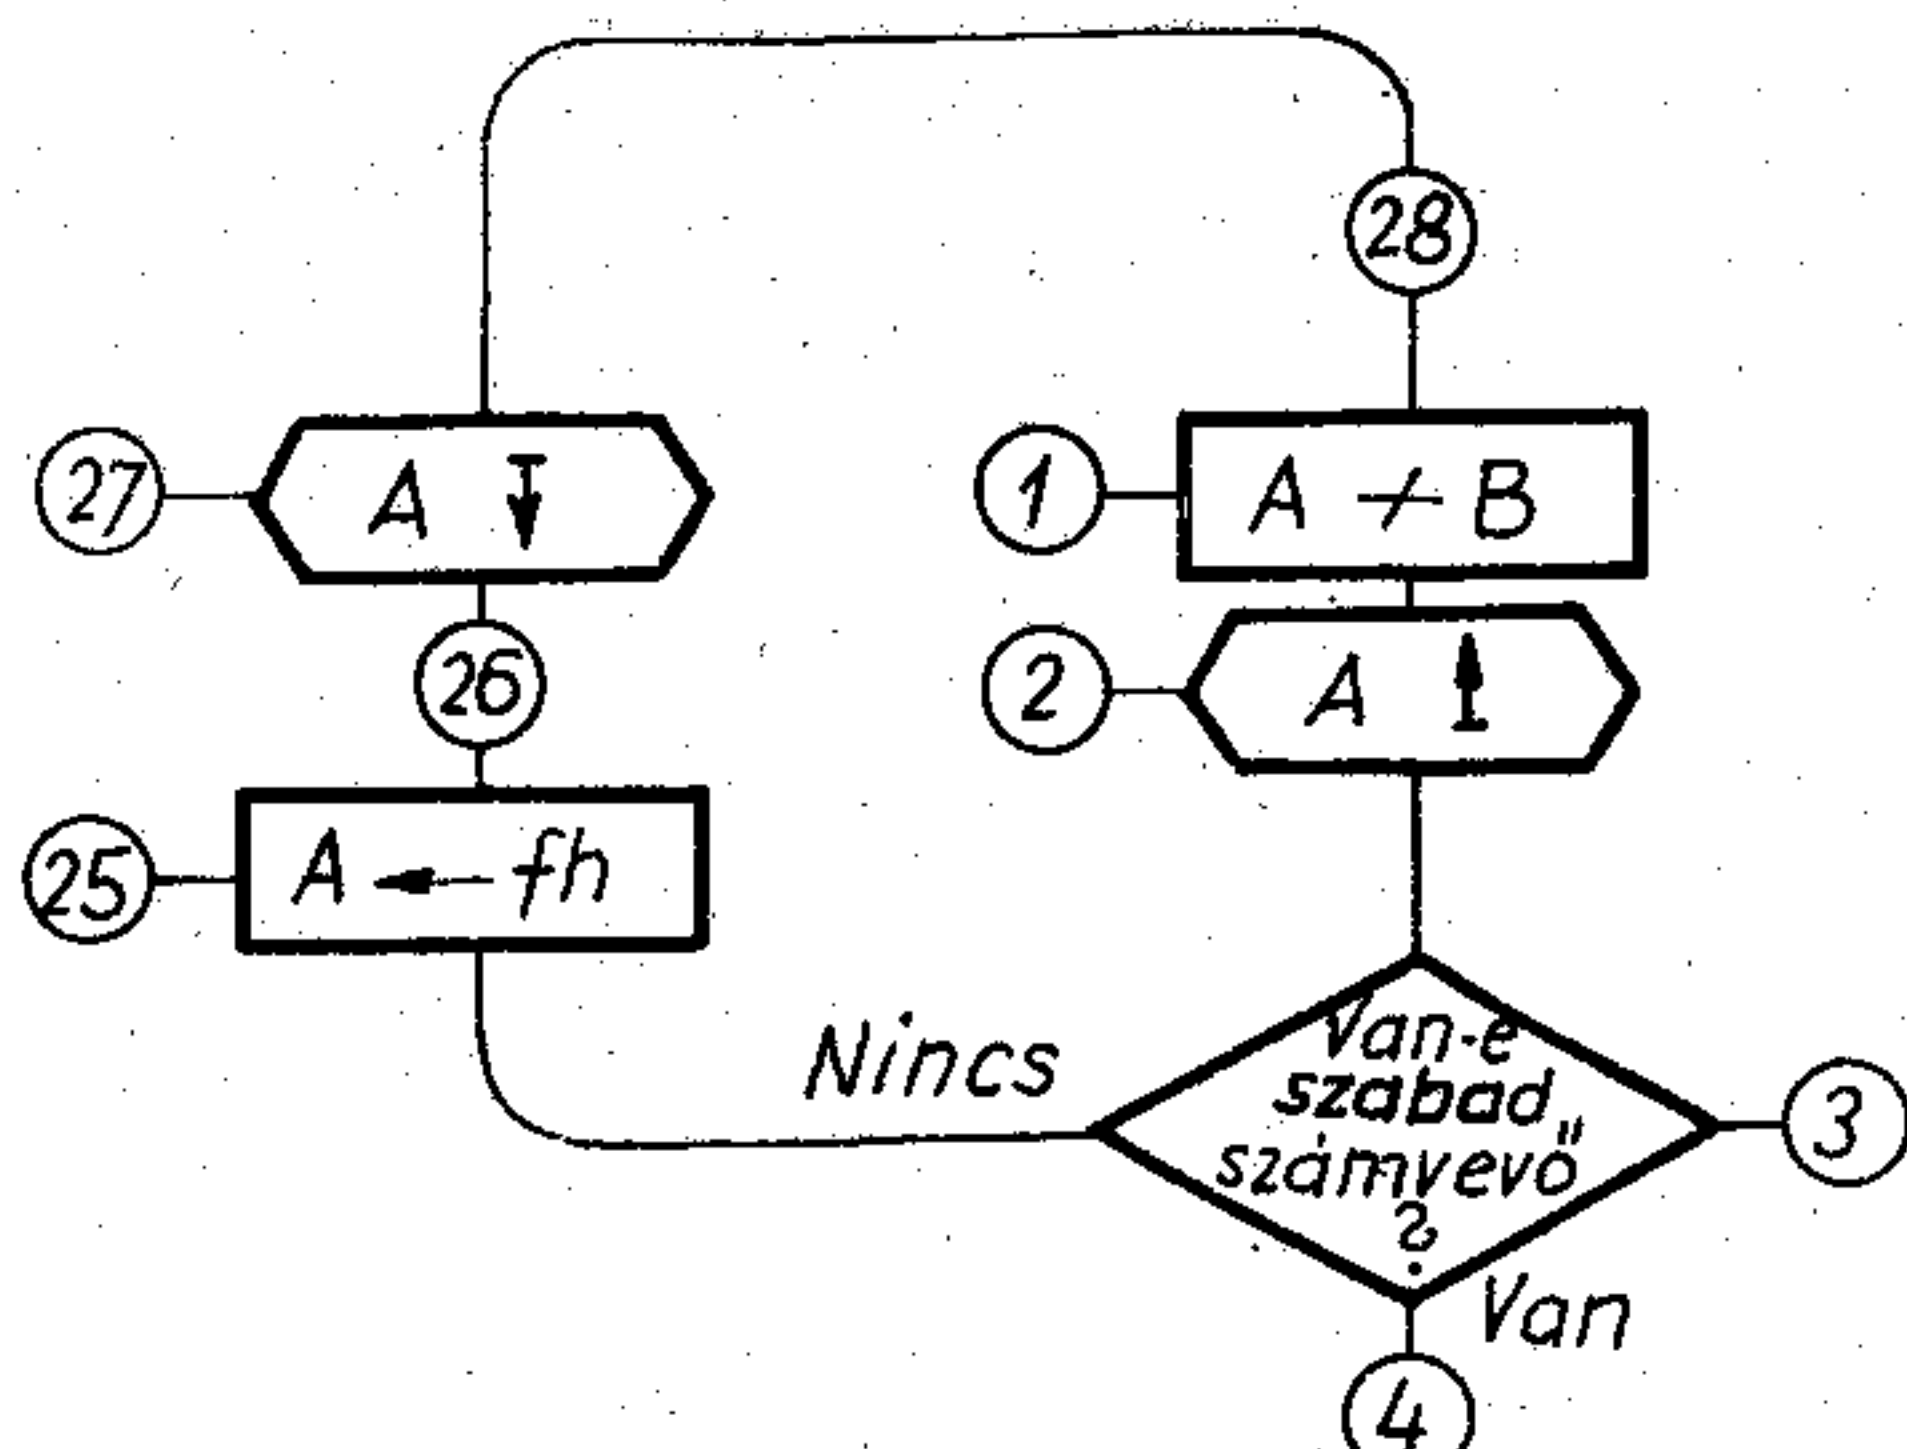 28
27
A ↧
1
A + B
26
2
A ↥
25
A ← fh
Nincs
Van-e
szabad
számvevő
?
3
Van
4